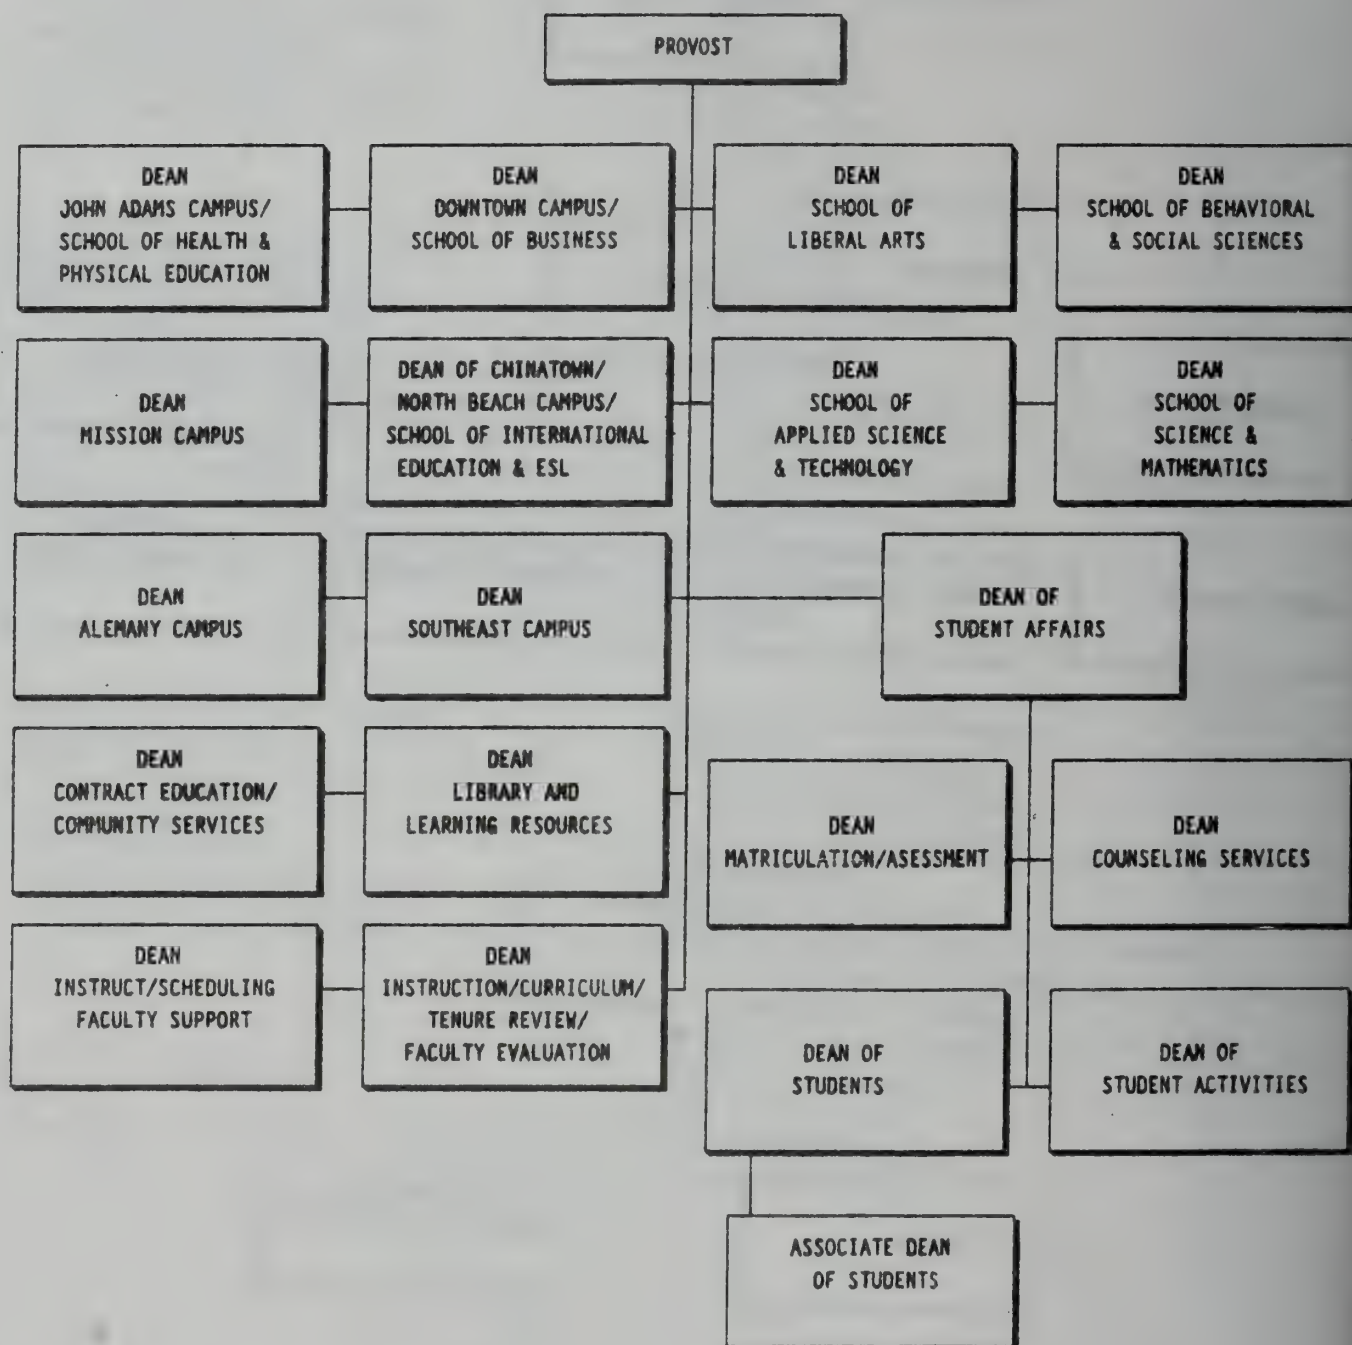 PROVOST
DEAN
JOHN ADAMS CAMPUS/
SCHOOL OF HEALTH &
PHYSICAL EDUCATION
DEAN
DOWNTOWN CAMPUS/
SCHOOL OF BUSINESS
DEAN
SCHOOL OF
LIBERAL ARTS
DEAN
SCHOOL OF BEHAVIORAL
& SOCIAL SCIENCES
DEAN
MISSION CAMPUS
DEAN OF CHINATOWN/
NORTH BEACH CAMPUS/
SCHOOL OF INTERNATIONAL
EDUCATION & ESL
DEAN
SCHOOL OF
APPLIED SCIENCE
& TECHNOLOGY
DEAN
SCHOOL OF
SCIENCE &
MATHEMATICS
DEAN
ALEMANY CAMPUS
DEAN
SOUTHEAST CAMPUS
DEAN OF
STUDENT AFFAIRS
DEAN
CONTRACT EDUCATION/
COMMUNITY SERVICES
DEAN
LIBRARY AND
LEARNING RESOURCES
DEAN
MATRICULATION/ASESSMENT
DEAN
COUNSELING SERVICES
DEAN
INSTRUCT/SCHEDULING
FACULTY SUPPORT
DEAN
INSTRUCTION/CURRICULUM/
TENURE REVIEW/
FACULTY EVALUATION
DEAN OF
STUDENTS
DEAN OF
STUDENT ACTIVITIES
ASSOCIATE DEAN
OF STUDENTS